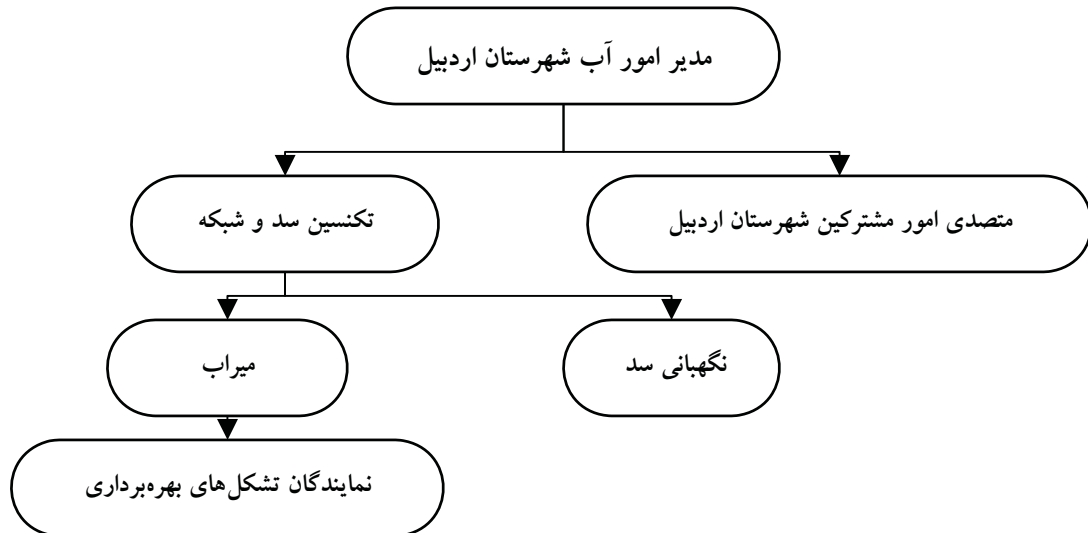 مدیر امور آب شهرستان اردبیل
متصدی امور مشترکین شهرستان اردبیل
تکنسین سد و شبکه
نگهبانی سد
میراب
نمایندگان تشکل‌های بهره‌برداری